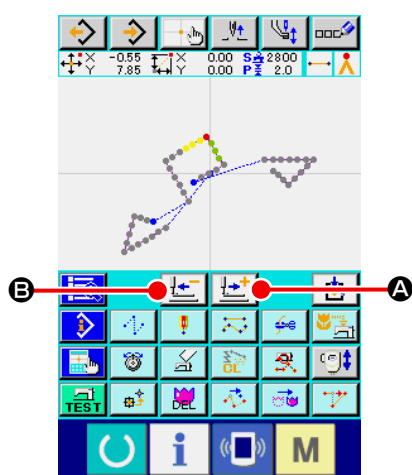 X -0.55 X 0.00 S 2800
Y 7.85 Y 0.00 P 2.0
B A
CL
TEST DEL
i M